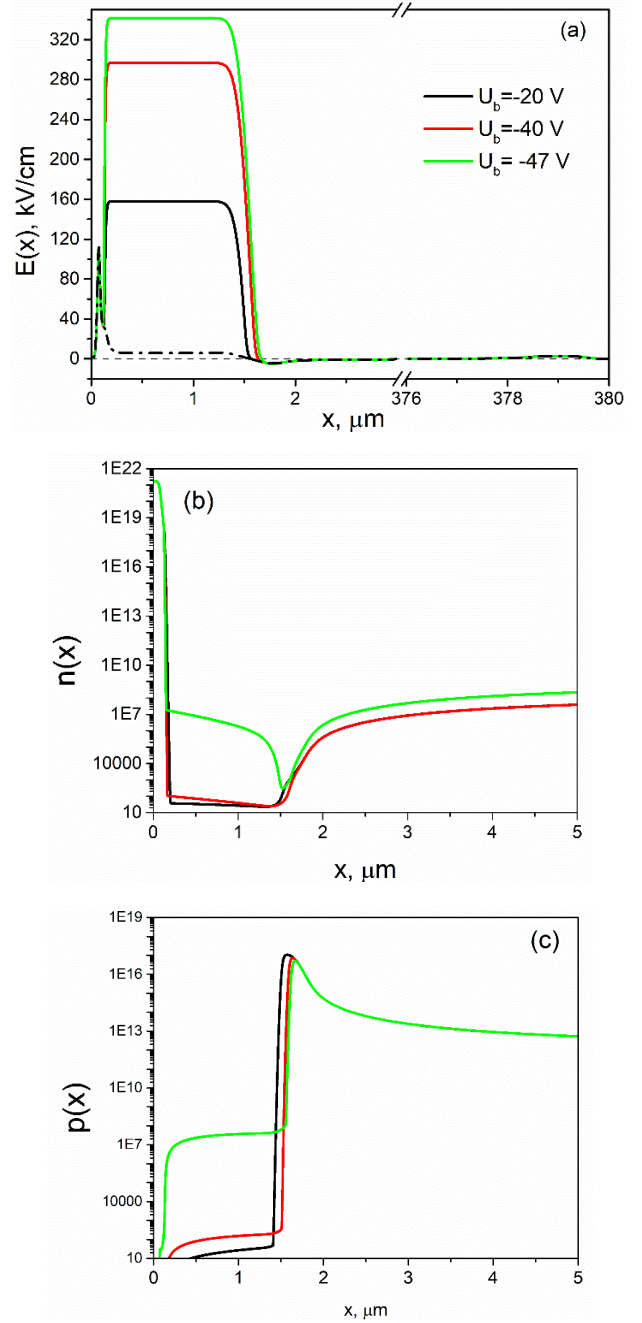 (a)
320
280
240
200
160
120
80
40
0
E(x), kV/cm
U_b=-20 V
U_b=-40 V
U_b= -47 V
0 1 2 376 378 380
x, μm
(b)
1E22
1E19
1E16
1E13
1E10
1E7
10000
10
n(x)
0 1 2 3 4 5
x, μm
(c)
1E19
1E16
1E13
1E10
1E7
10000
10
p(x)
0 1 2 3 4 5
x, μm